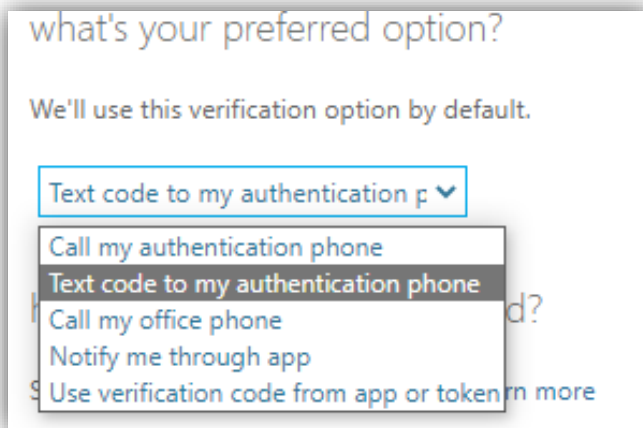 what's your preferred option?
We'll use this verification option by default.
Text code to my authentication p
Call my authentication phone
Text code to my authentication phone
Call my office phone
d?
Notify me through app
Use verification code from app or token
rn more